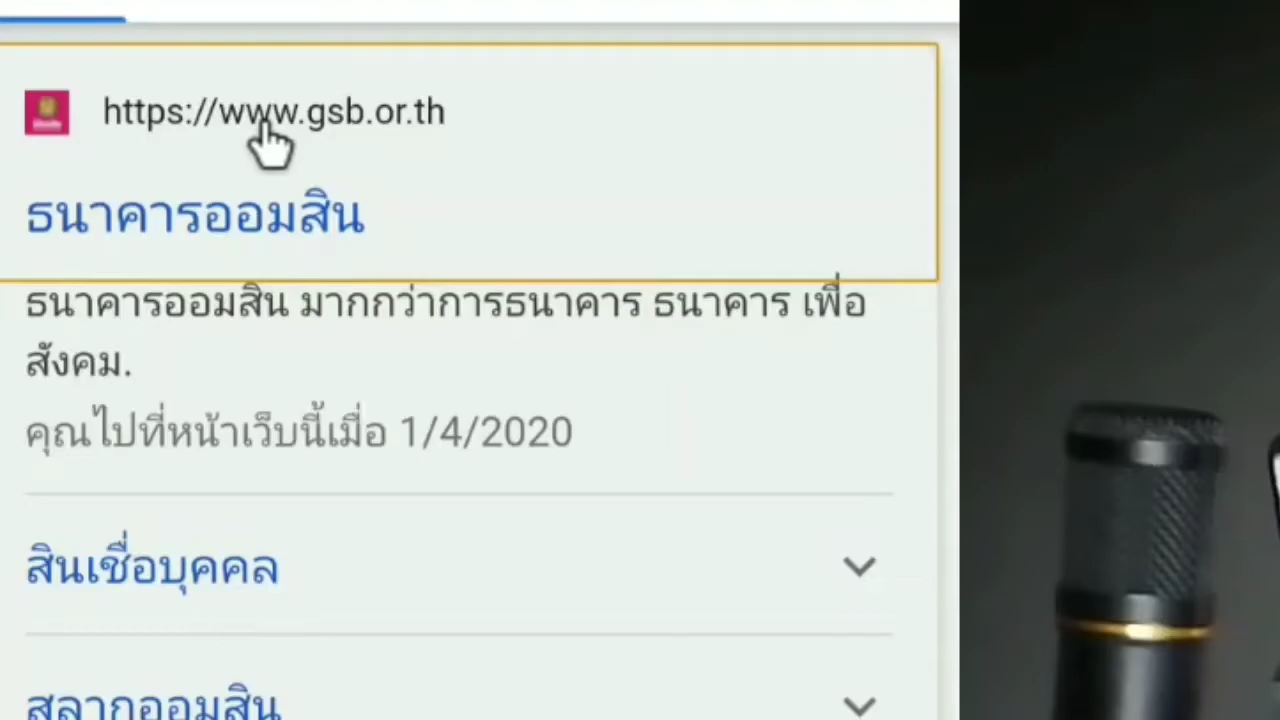 https://www.gsb.or.th
ธนาคารออมสิน
ธนาคารออมสิน มากกว่าการธนาคาร ธนาคาร เพื่อ
สังคม.
คุณไปที่หน้าเว็บนี้เมื่อ 1/4/2020
สินเชื่อบุคคล
สลากออมสิน